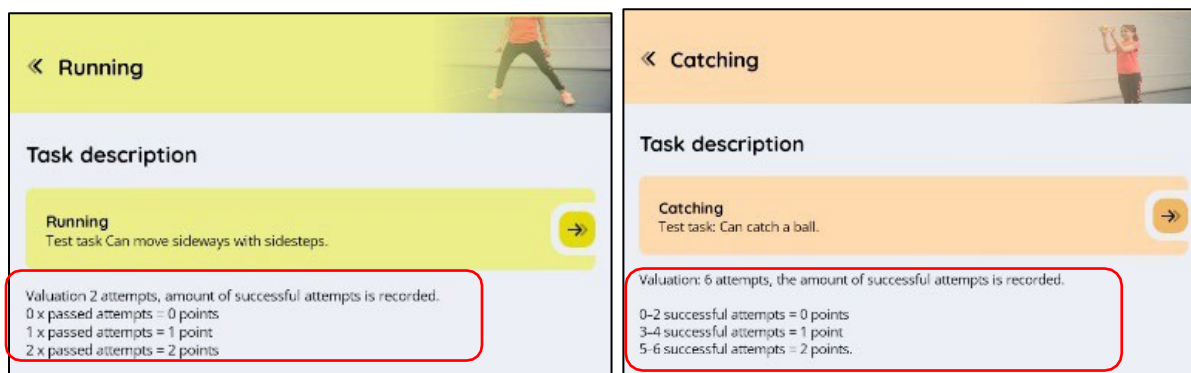 « Running
Task description
Running
Test task Can move sideways with sidesteps.
Valuation 2 attempts, amount of successful attempts is recorded.
0 x passed attempts = 0 points
1 x passed attempts = 1 point
2 x passed attempts = 2 points
« Catching
Task description
Catching
Test task: Can catch a ball.
Valuation: 6 attempts, the amount of successful attempts is recorded.
0–2 successful attempts = 0 points
3–4 successful attempts = 1 point
5–6 successful attempts = 2 points.